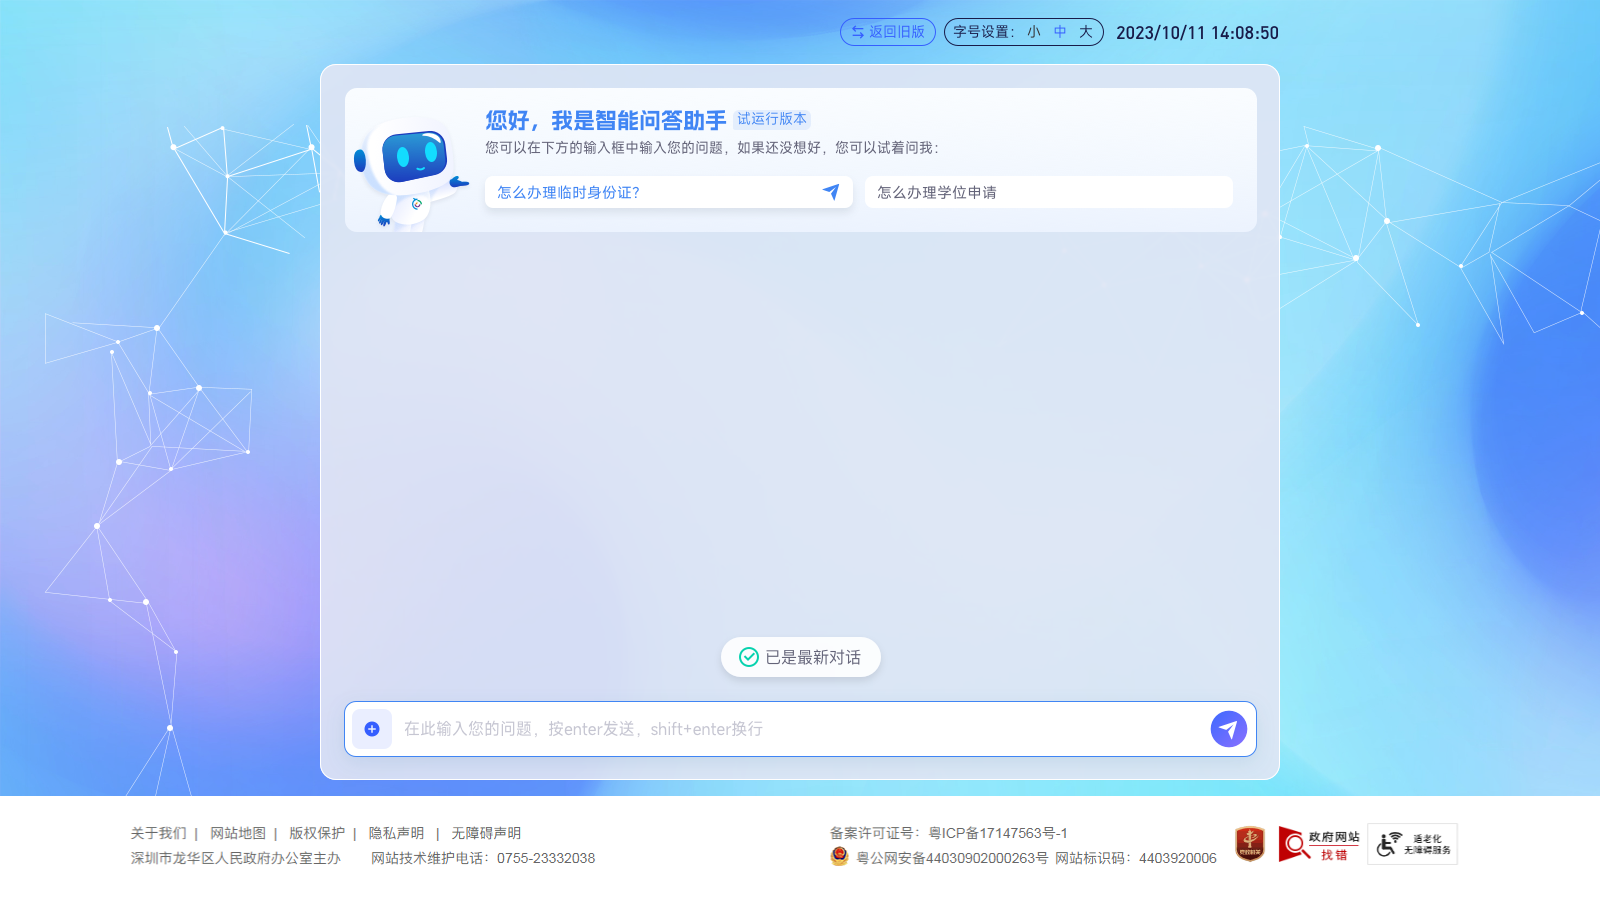 返回旧版 字号设置： 小 中 大 2023/10/11 14:08:50
您好，我是智能问答助手 试运行版本
您可以在下方的输入框中输入您的问题，如果还没想好，您可以试着问我：
怎么办理临时身份证？ 怎么办理学位申请
已是最新对话
在此输入您的问题，按enter发送，shift+enter换行
关于我们 | 网站地图 | 版权保护 | 隐私声明 | 无障碍声明
备案许可证号：粤ICP备17147563号-1
深圳市龙华区人民政府办公室主办 网站技术维护电话：0755-23332038
粤公网安备44030902000263号 网站标识码：4403920006
政府网站
找错
适老化
无障碍服务